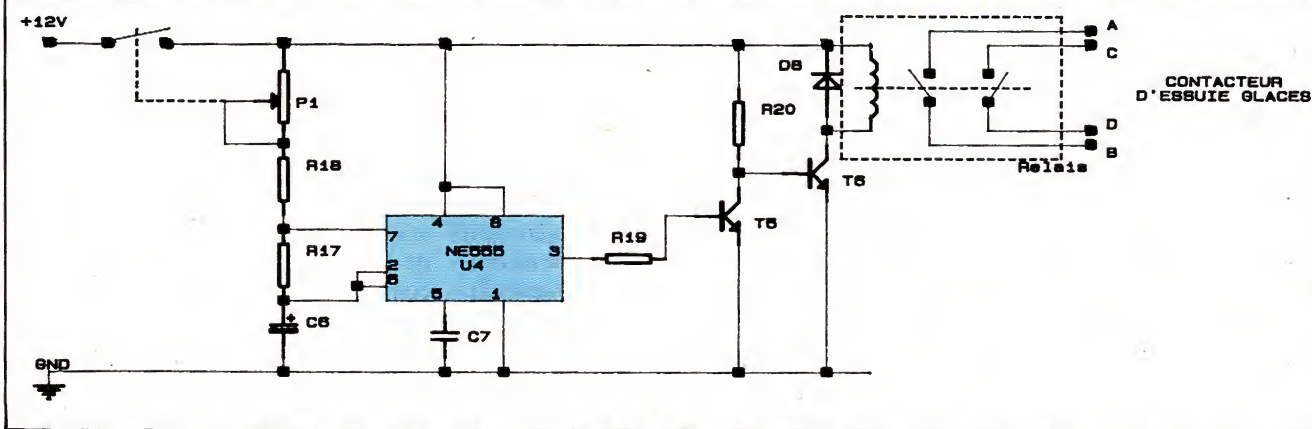 +12V
A
C
P1
D8
CONTACTEUR
D'ESSUIE GLACES
R20
D
B
R18
Relais
T6
4
8
T5
7
NE555
3
R19
R17
U4
2
6
5
1
C6
+
C7
GND